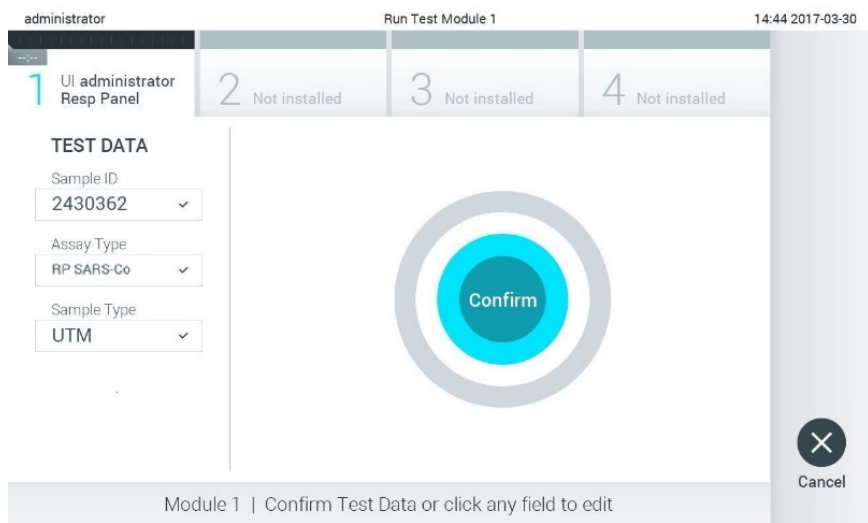 administrator Run Test Module 1 14:44 2017-03-30
--:--
1 UI administrator
Resp Panel
2 Not installed
3 Not installed
4 Not installed
TEST DATA
Sample ID
2430362
Assay Type
RP SARS-Co
Sample Type
UTM
Confirm
Cancel
Module 1 | Confirm Test Data or click any field to edit